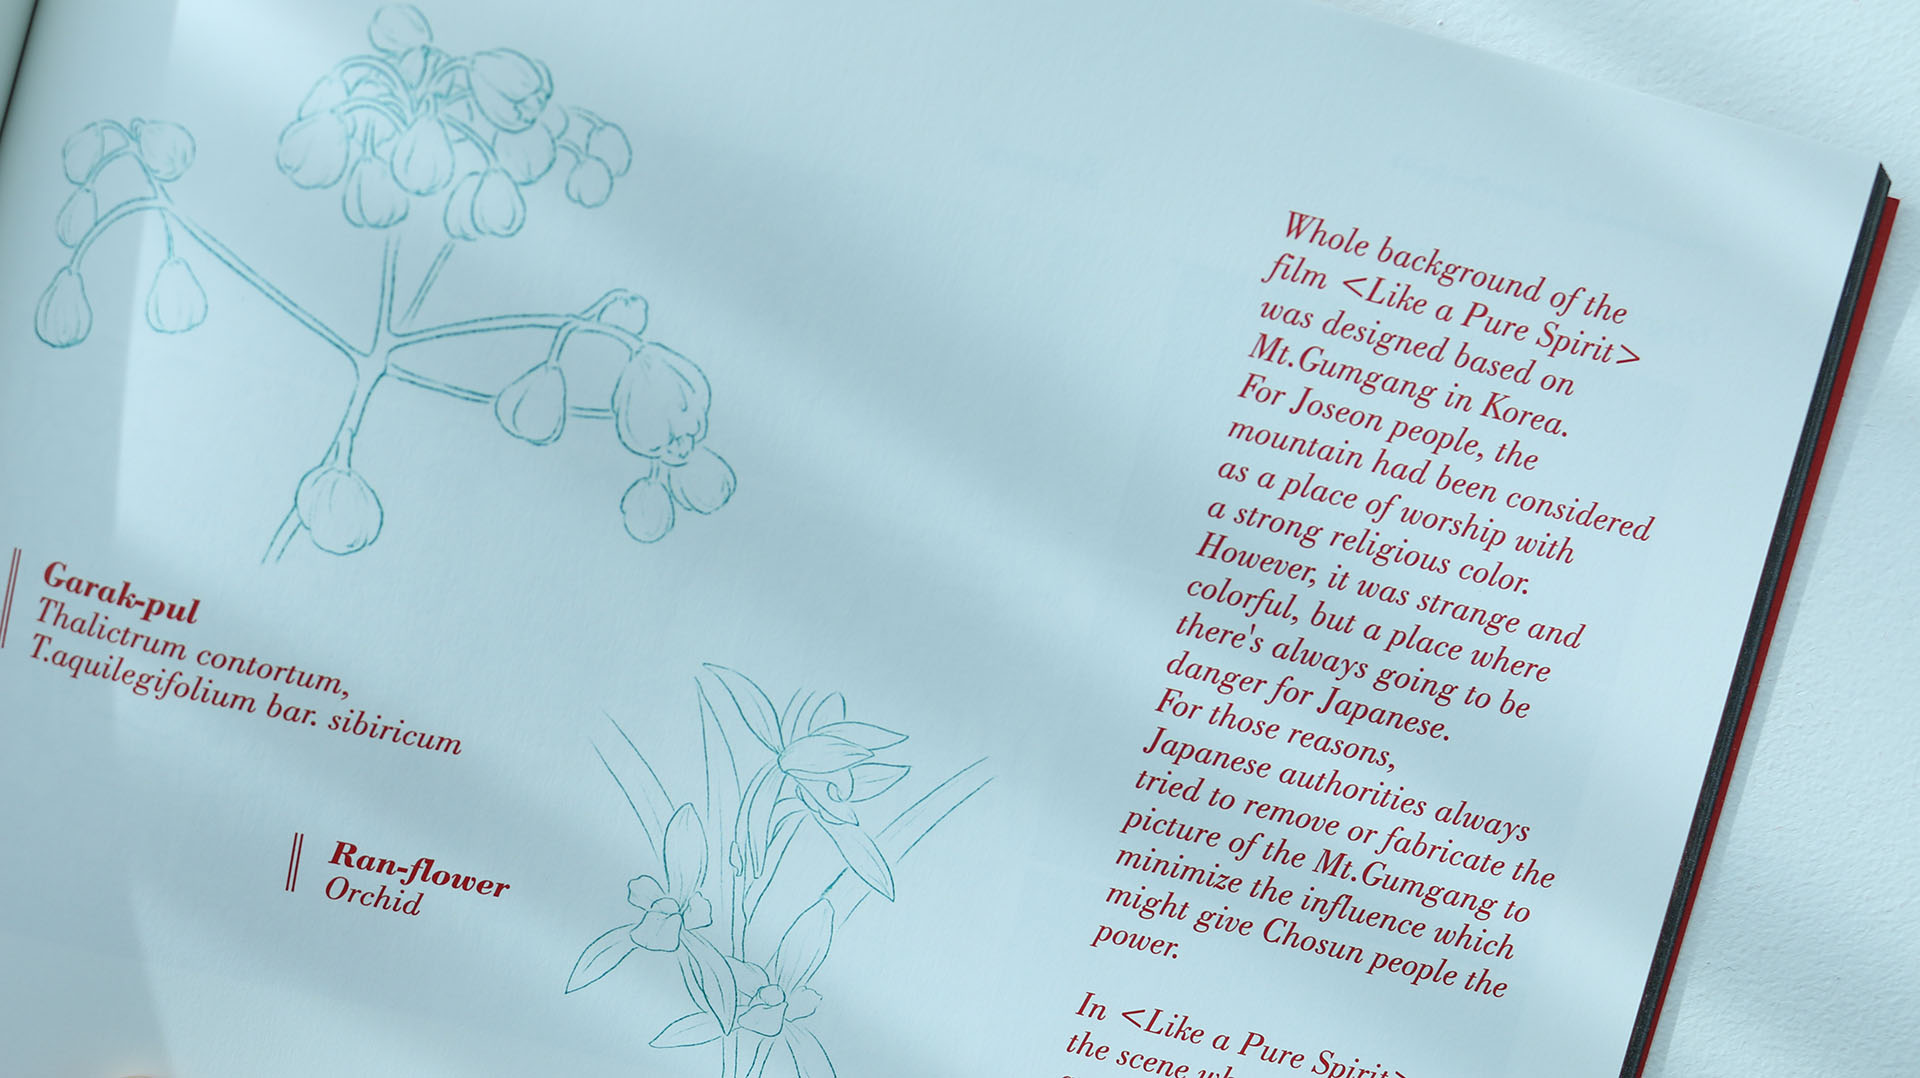 Garak-pul
Thalictrum contortum,
T.aquilegifolium bar. sibiricum
Ran-flower
Orchid
Whole background of the
film <Like a Pure Spirit>
was designed based on
Mt.Gumgang in Korea.
For Joseon people, the
mountain had been considered
as a place of worship with
a strong religious color.
However, it was strange and
colorful, but a place where
there's always going to be
danger for Japanese.
For those reasons,
Japanese authorities always
tried to remove or fabricate the
picture of the Mt.Gumgang to
minimize the influence which
might give Chosun people the
power.
In <Like a Pure Spirit>
the scene